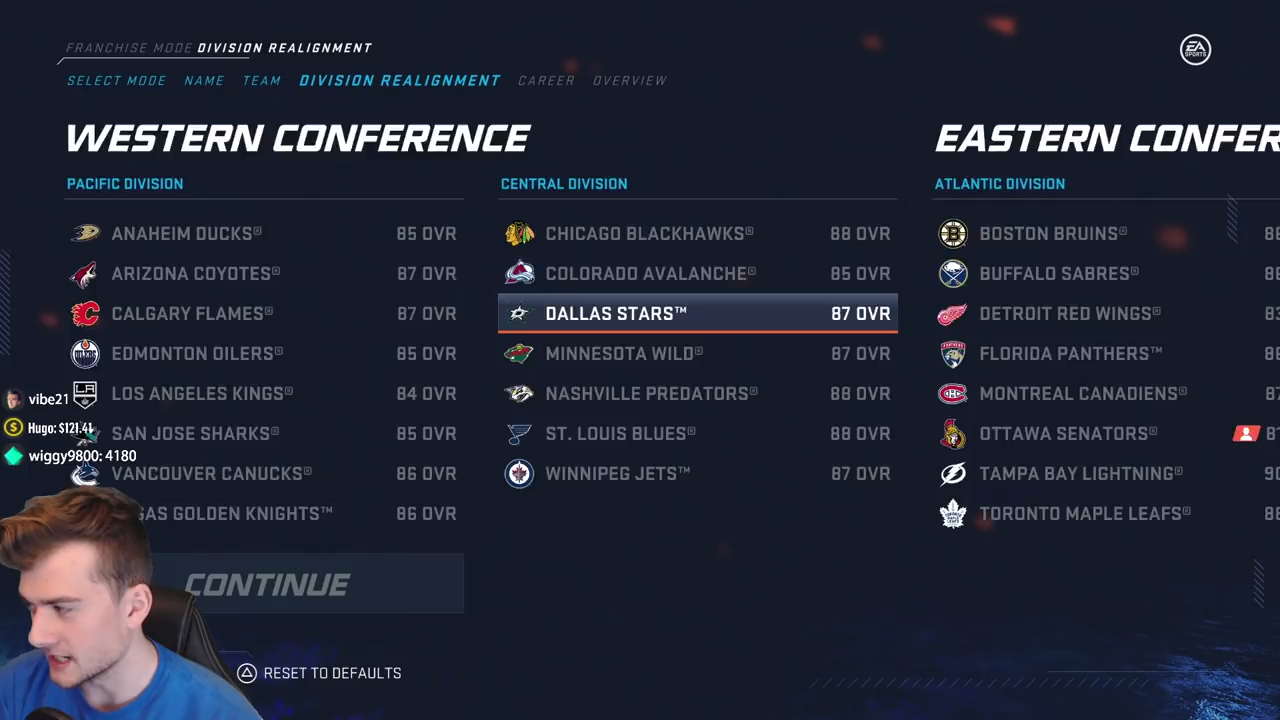 FRANCHISE MODE DIVISION REALIGNMENT
EA SPORTS
SELECT MODE NAME TEAM DIVISION REALIGNMENT CAREER OVERVIEW
WESTERN CONFERENCE
PACIFIC DIVISION
ANAHEIM DUCKS® 85 OVR
ARIZONA COYOTES® 87 OVR
CALGARY FLAMES® 87 OVR
EDMONTON OILERS® 85 OVR
LOS ANGELES KINGS® 84 OVR
SAN JOSE SHARKS® 85 OVR
VANCOUVER CANUCKS® 86 OVR
GAS GOLDEN KNIGHTS™ 86 OVR
CENTRAL DIVISION
CHICAGO BLACKHAWKS® 88 OVR
COLORADO AVALANCHE® 85 OVR
DALLAS STARS™ 87 OVR
MINNESOTA WILD® 87 OVR
NASHVILLE PREDATORS® 88 OVR
ST. LOUIS BLUES® 88 OVR
WINNIPEG JETS™ 87 OVR
EASTERN CONFER
ATLANTIC DIVISION
BOSTON BRUINS®
BUFFALO SABRES®
DETROIT RED WINGS®
FLORIDA PANTHERS™
MONTREAL CANADIENS®
OTTAWA SENATORS®
TAMPA BAY LIGHTNING®
TORONTO MAPLE LEAFS®
vibe21
Hugo: $121.41
wiggy9800: 4180
CONTINUE
RESET TO DEFAULTS